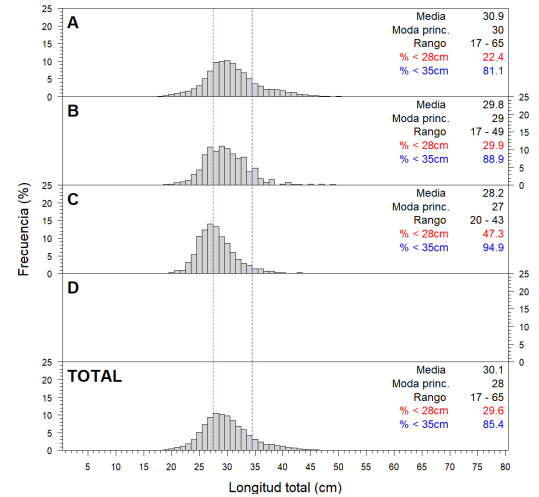 25
20
15
10
5
0
A
Media 30.9
Moda princ. 30
Rango 17 - 65
% < 28cm 22.4
% < 35cm 81.1
25
20
15
10
5
0
B
Media 29.8
Moda princ. 29
Rango 17 - 49
% < 28cm 29.9
% < 35cm 88.9
25
20
15
10
5
0
C
Media 28.2
Moda princ. 27
Rango 20 - 43
% < 28cm 47.3
% < 35cm 94.9
25
20
15
10
5
0
D
25
20
15
10
5
0
TOTAL
Media 30.1
Moda princ. 28
Rango 17 - 65
% < 28cm 29.6
% < 35cm 85.4
Frecuencia (%)
5 10 15 20 25 30 35 40 45 50 55 60 65 70 75 80
Longitud total (cm)